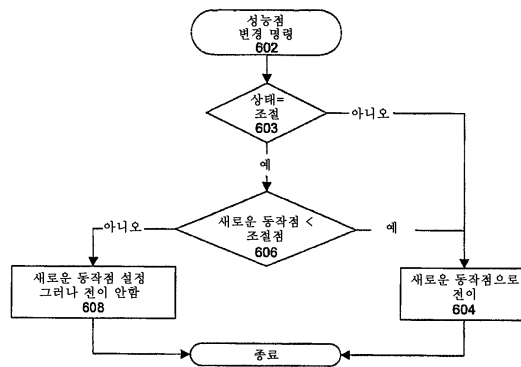 성능점
변경 명령
602
상태=
조절
603
아니오
예
새로운 동작점 <
조절점
606
아니오
예
새로운 동작점 설정
그러나 전이 안함
608
새로운 동작점으로
전이
604
종료